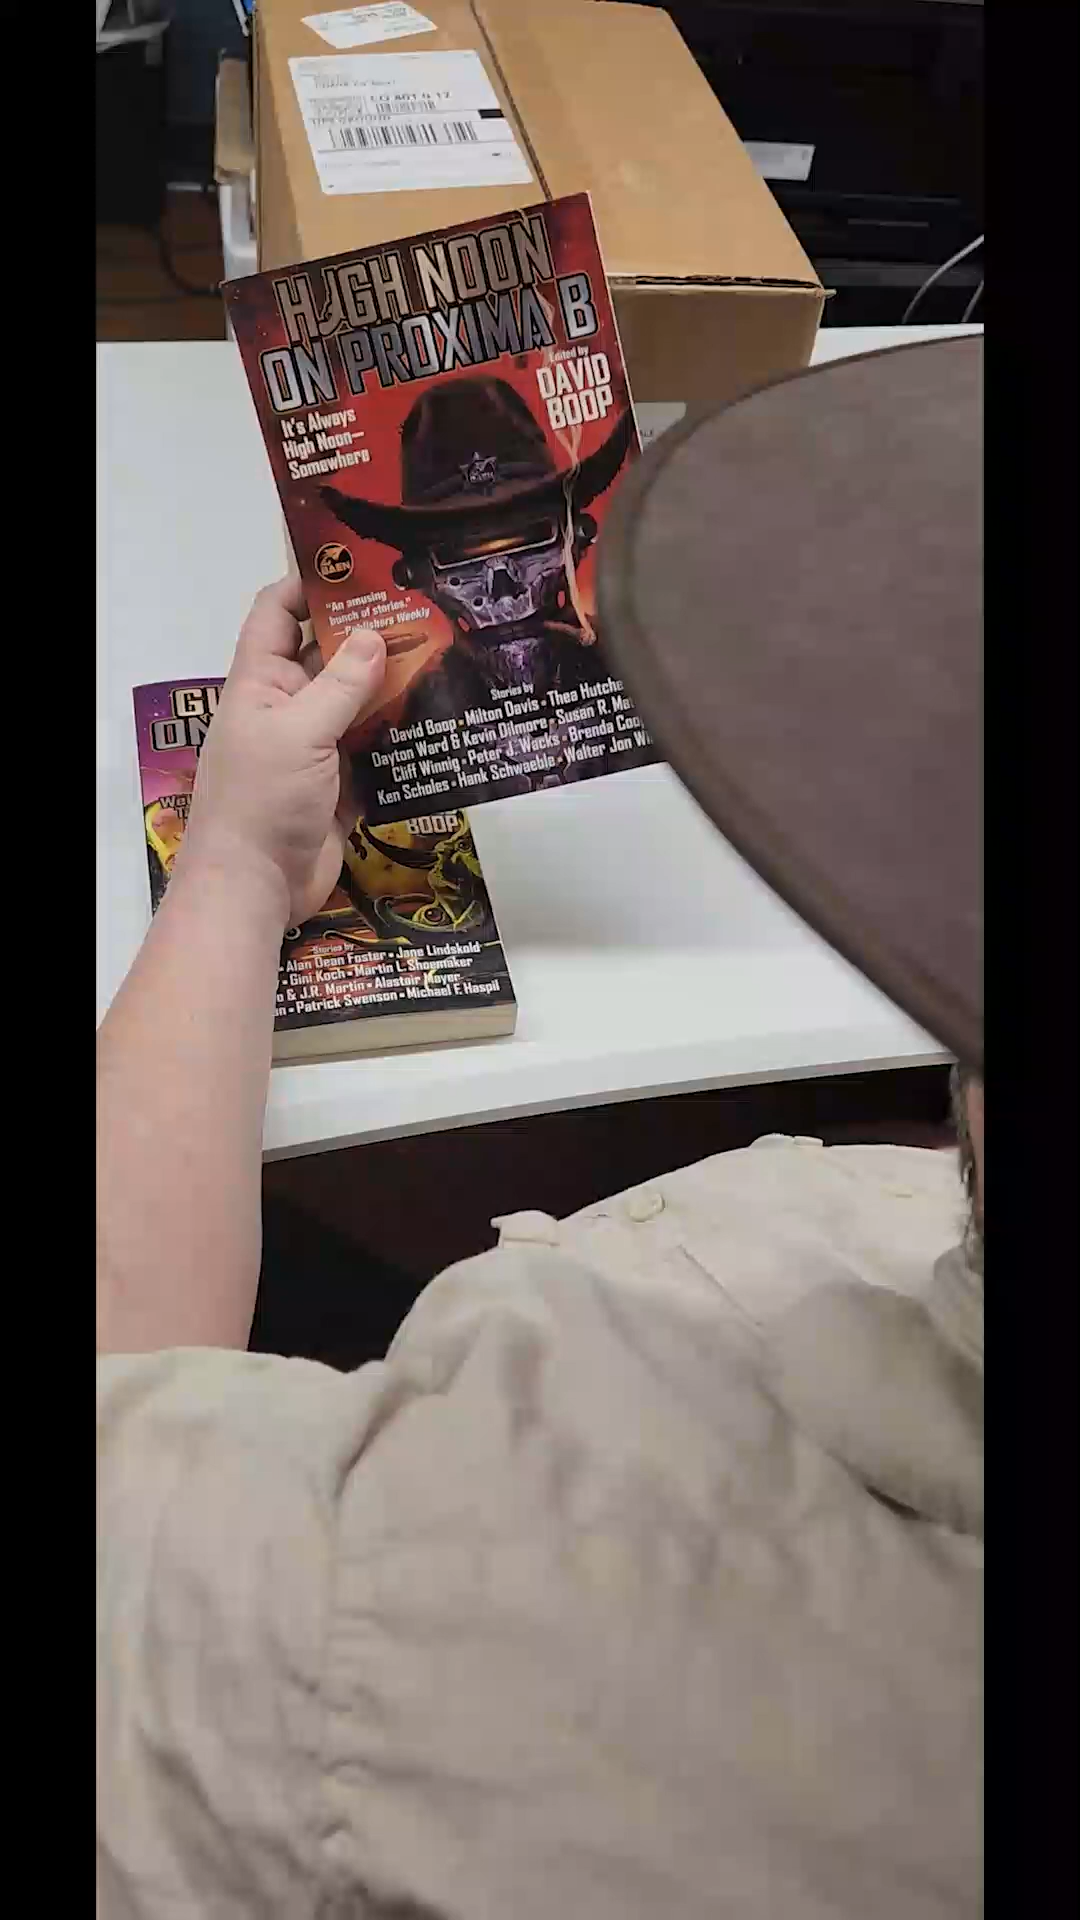 HIGH NOON
ON PROXIMA B
Edited by
DAVID
BOOP
It's Always
High Noon—
Somewhere
BAEN
"An amusing
bunch of stories."
—Publishers Weekly
Stories by
David Boop • Milton Davis • Thea Hutche
Dayton Ward & Kevin Dilmore • Susan R. Ma
Cliff Winnig • Peter J. Wacks • Brenda Coo
Ken Scholes • Hank Schwaeble • Walter Jon Wi
GU
ON
BOOP
Stories by
• Alan Dean Foster • Jane Lindskold
• Gini Koch • Martin L. Shoemaker
o & J.R. Martin • Alastair Mayer
on • Patrick Swenson • Michael F. Haspil